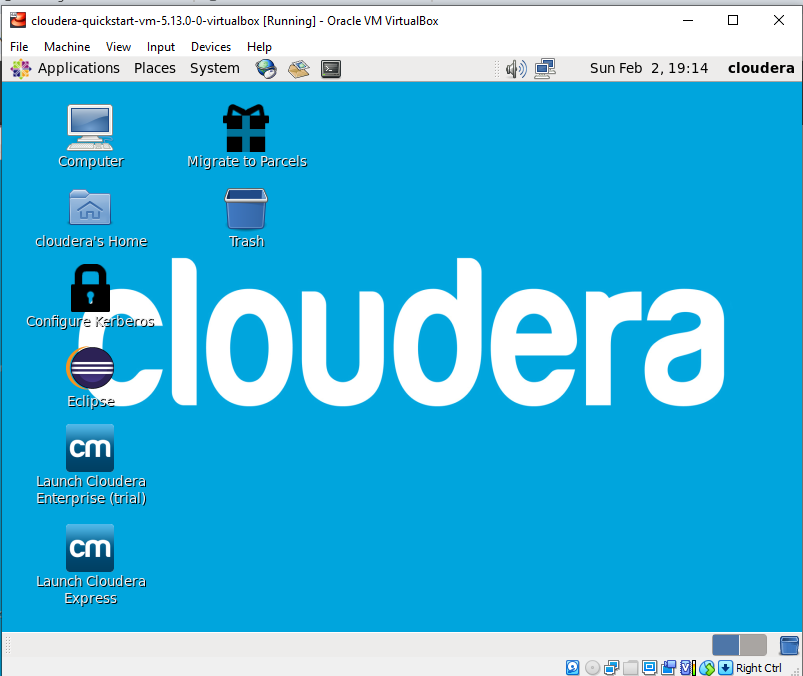 cloudera-quickstart-vm-5.13.0-0-virtualbox [Running] - Oracle VM VirtualBox
File Machine View Input Devices Help
Applications Places System Sun Feb 2, 19:14 cloudera
Computer
Migrate to Parcels
cloudera's Home
Trash
Configure Kerberos
cloudera
Eclipse
cm
Launch Cloudera
Enterprise (trial)
cm
Launch Cloudera
Express
Right Ctrl